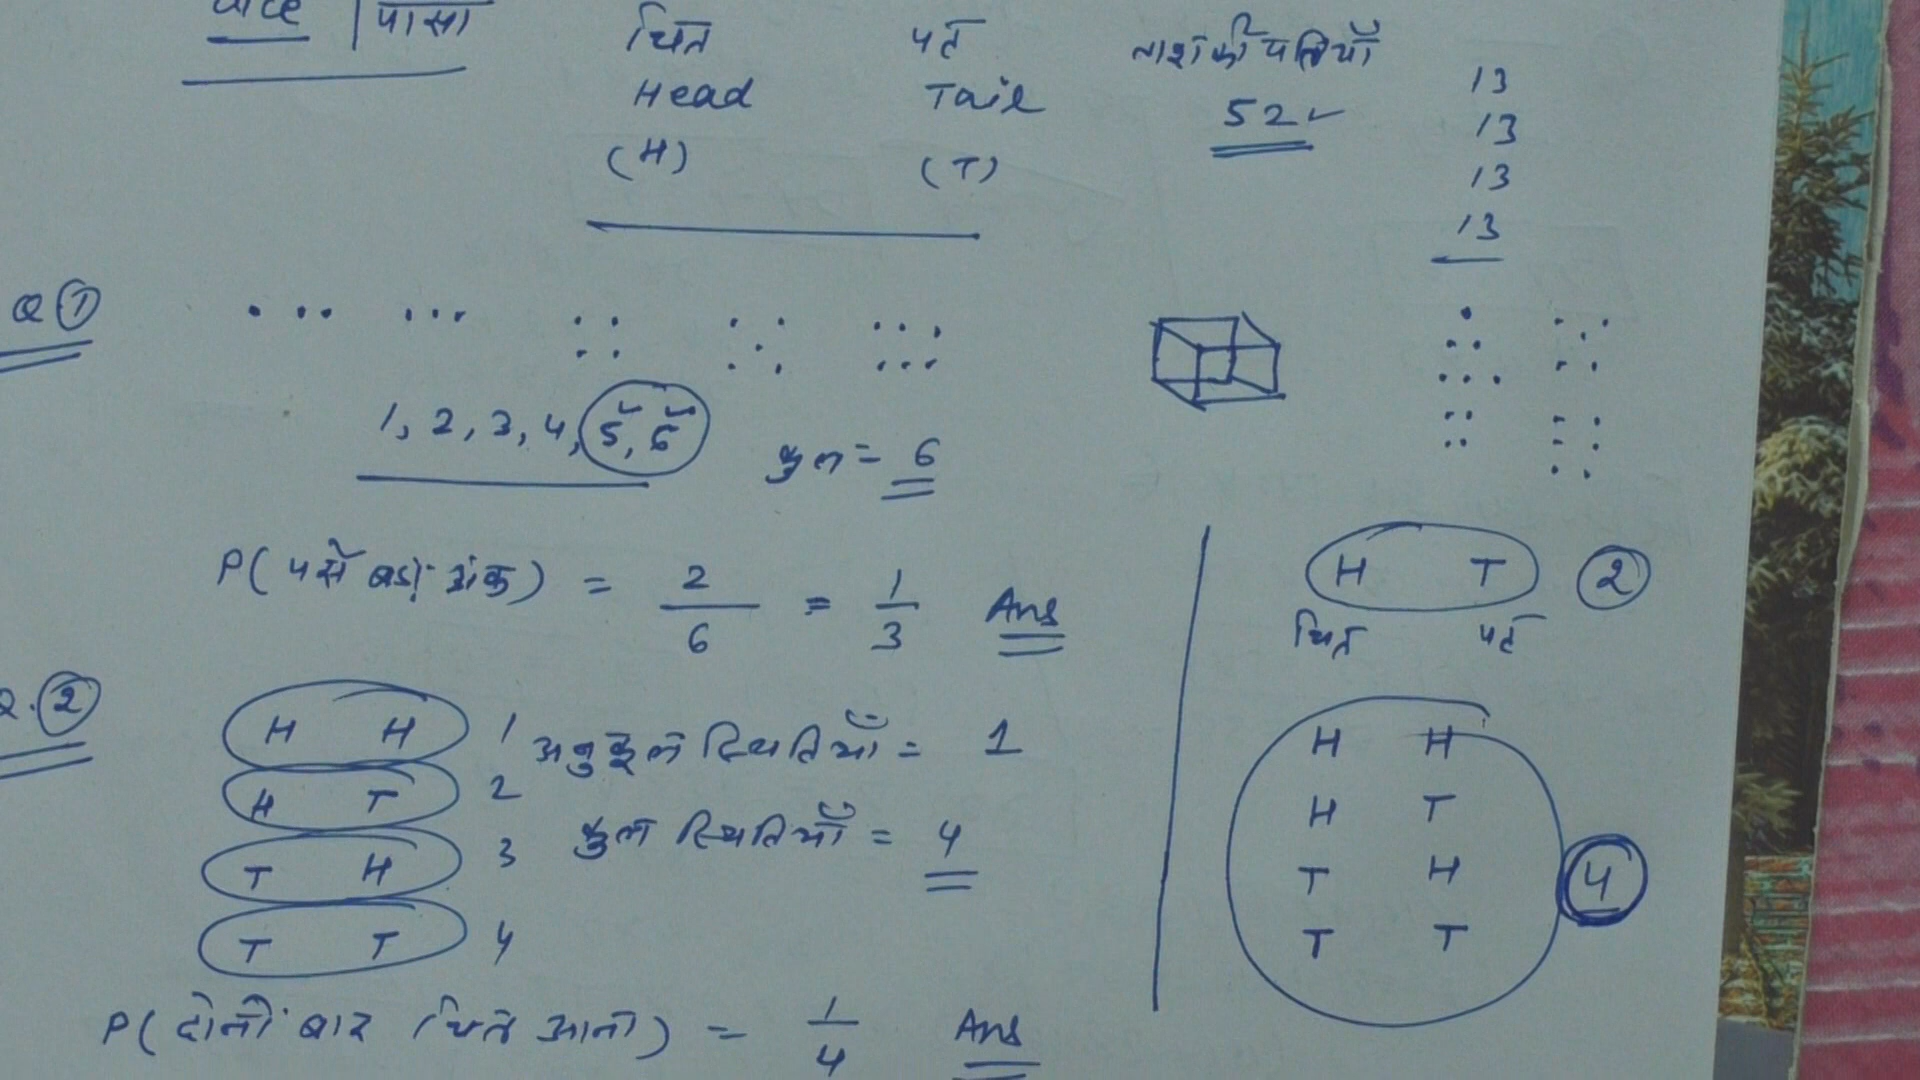 पासा
चित पट ताश की पत्तियाँ
Head Tail 52
(H) (T)
13
13
13
13
Q ①
1, 2, 3, 4, 5, 6 कुल = 6
P( 4 से बड़ा अंक ) = 2/6 = 1/3 Ans
H T ②
चित पट
Q. ②
H H 1 अनुकूल स्थितियाँ = 1
H T 2
कुल स्थितियाँ = 4
T H 3
T T 4
H H
H T
T H
T T
4
P( दोनों बार चित आना ) = 1/4 Ans